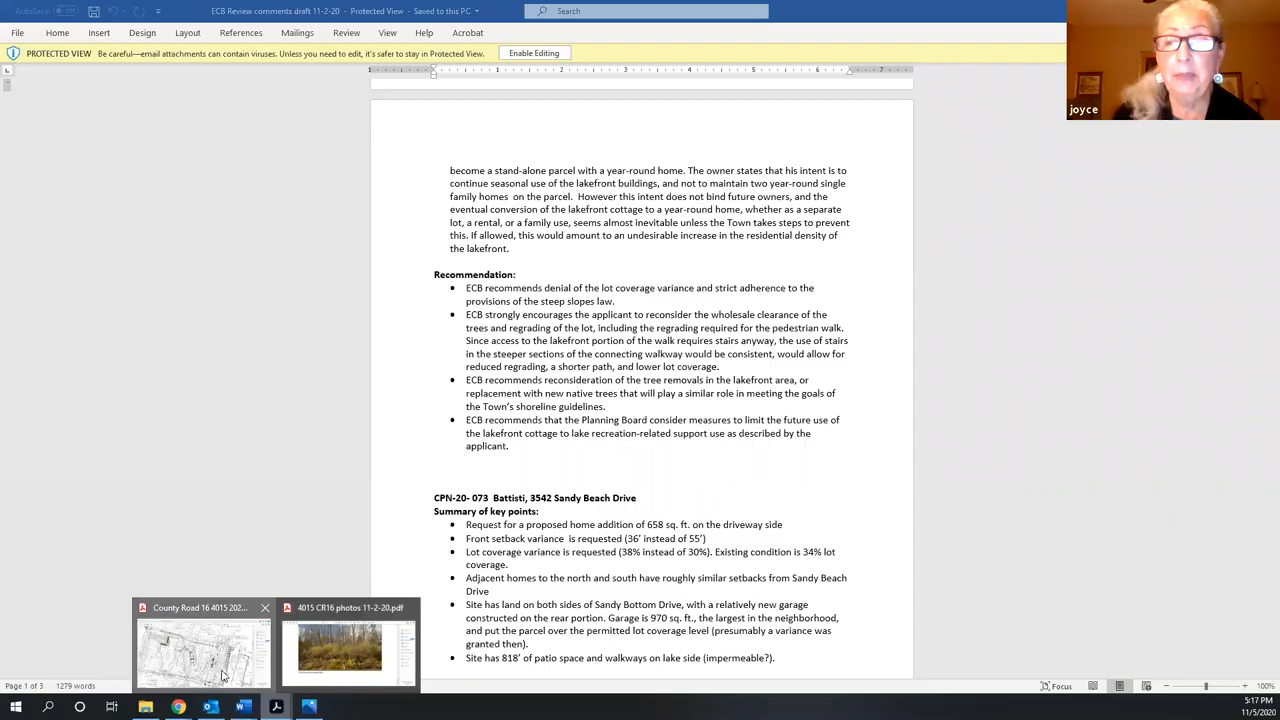 AutoSave Off
ECB Review comments draft 11-2-20 - Protected View - Saved to this PC
Search
File Home Insert Design Layout References Mailings Review View Help Acrobat
PROTECTED VIEW Be careful—email attachments can contain viruses. Unless you need to edit, it's safer to stay in Protected View. Enable Editing
1 1 2 3 4 5 6 7
joyce
become a stand-alone parcel with a year-round home. The owner states that his intent is to
continue seasonal use of the lakefront buildings, and not to maintain two year-round single
family homes on the parcel. However this intent does not bind future owners, and the
eventual conversion of the lakefront cottage to a year-round home, whether as a separate
lot, a rental, or a family use, seems almost inevitable unless the Town takes steps to prevent
this. If allowed, this would amount to an undesirable increase in the residential density of
the lakefront.
Recommendation:
• ECB recommends denial of the lot coverage variance and strict adherence to the
provisions of the steep slopes law.
• ECB strongly encourages the applicant to reconsider the wholesale clearance of the
trees and regrading of the lot, including the regrading required for the pedestrian walk.
Since access to the lakefront portion of the walk requires stairs anyway, the use of stairs
in the steeper sections of the connecting walkway would be consistent, would allow for
reduced regrading, a shorter path, and lower lot coverage.
• ECB recommends reconsideration of the tree removals in the lakefront area, or
replacement with new native trees that will play a similar role in meeting the goals of
the Town's shoreline guidelines.
• ECB recommends that the Planning Board consider measures to limit the future use of
the lakefront cottage to lake recreation-related support use as described by the
applicant.
CPN-20- 073 Battisti, 3542 Sandy Beach Drive
Summary of key points:
• Request for a proposed home addition of 658 sq. ft. on the driveway side
• Front setback variance is requested (36' instead of 55')
• Lot coverage variance is requested (38% instead of 30%). Existing condition is 34% lot
coverage.
• Adjacent homes to the north and south have roughly similar setbacks from Sandy Beach
Drive
• Site has land on both sides of Sandy Bottom Drive, with a relatively new garage
constructed on the rear portion. Garage is 970 sq. ft., the largest in the neighborhood,
and put the parcel over the permitted lot coverage level (presumably a variance was
granted then).
• Site has 818' of patio space and walkways on lake side (impermeable?).
County Road 16 4015 202...
4015 CR16 photos 11-2-20.pdf
Page 1 of 3 1279 words
Focus
100%
5:17 PM
11/5/2020